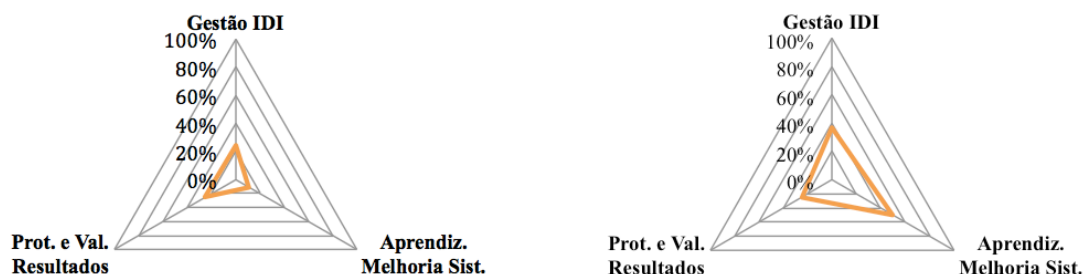 Gestão IDI
100%
80%
60%
40%
20%
0%
Prot. e Val.
Resultados
Aprendiz.
Melhoria Sist.
Gestão IDI
100%
80%
60%
40%
20%
0%
Prot. e Val.
Resultados
Aprendiz.
Melhoria Sist.